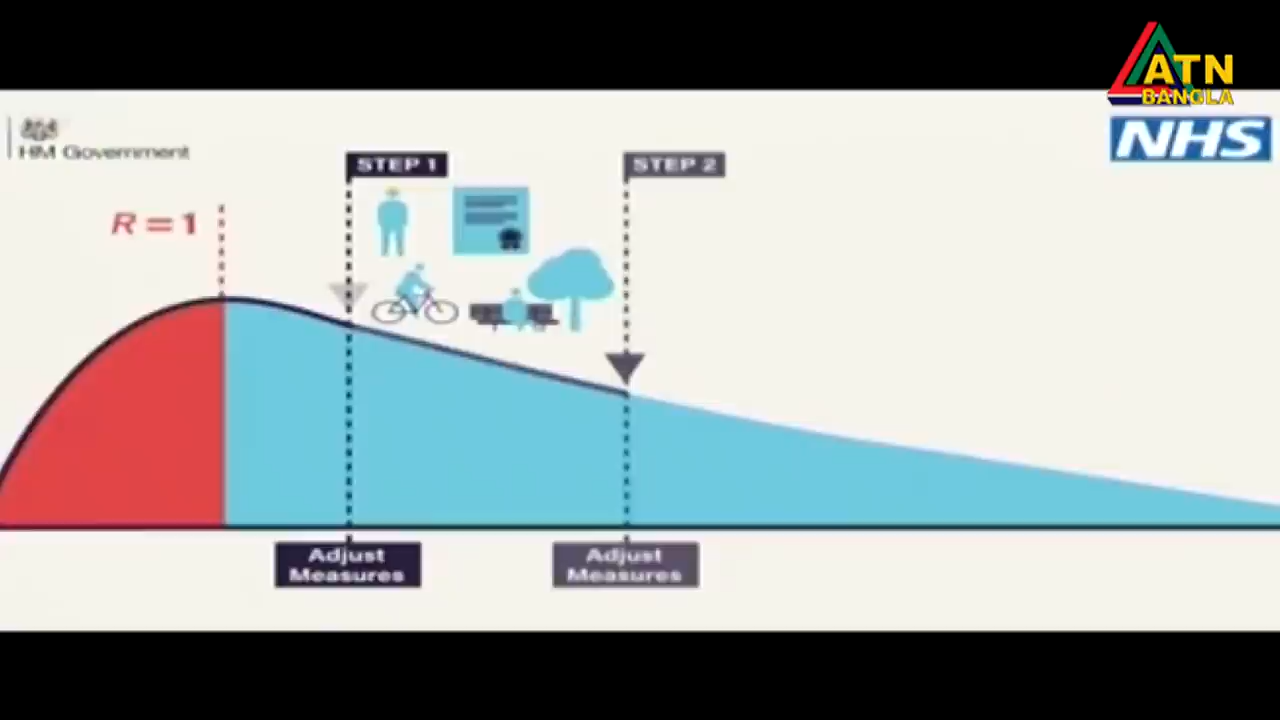 ATN
BANGLA
HM Government
NHS
STEP 1
STEP 2
R = 1
Adjust
Measures
Adjust
Measures